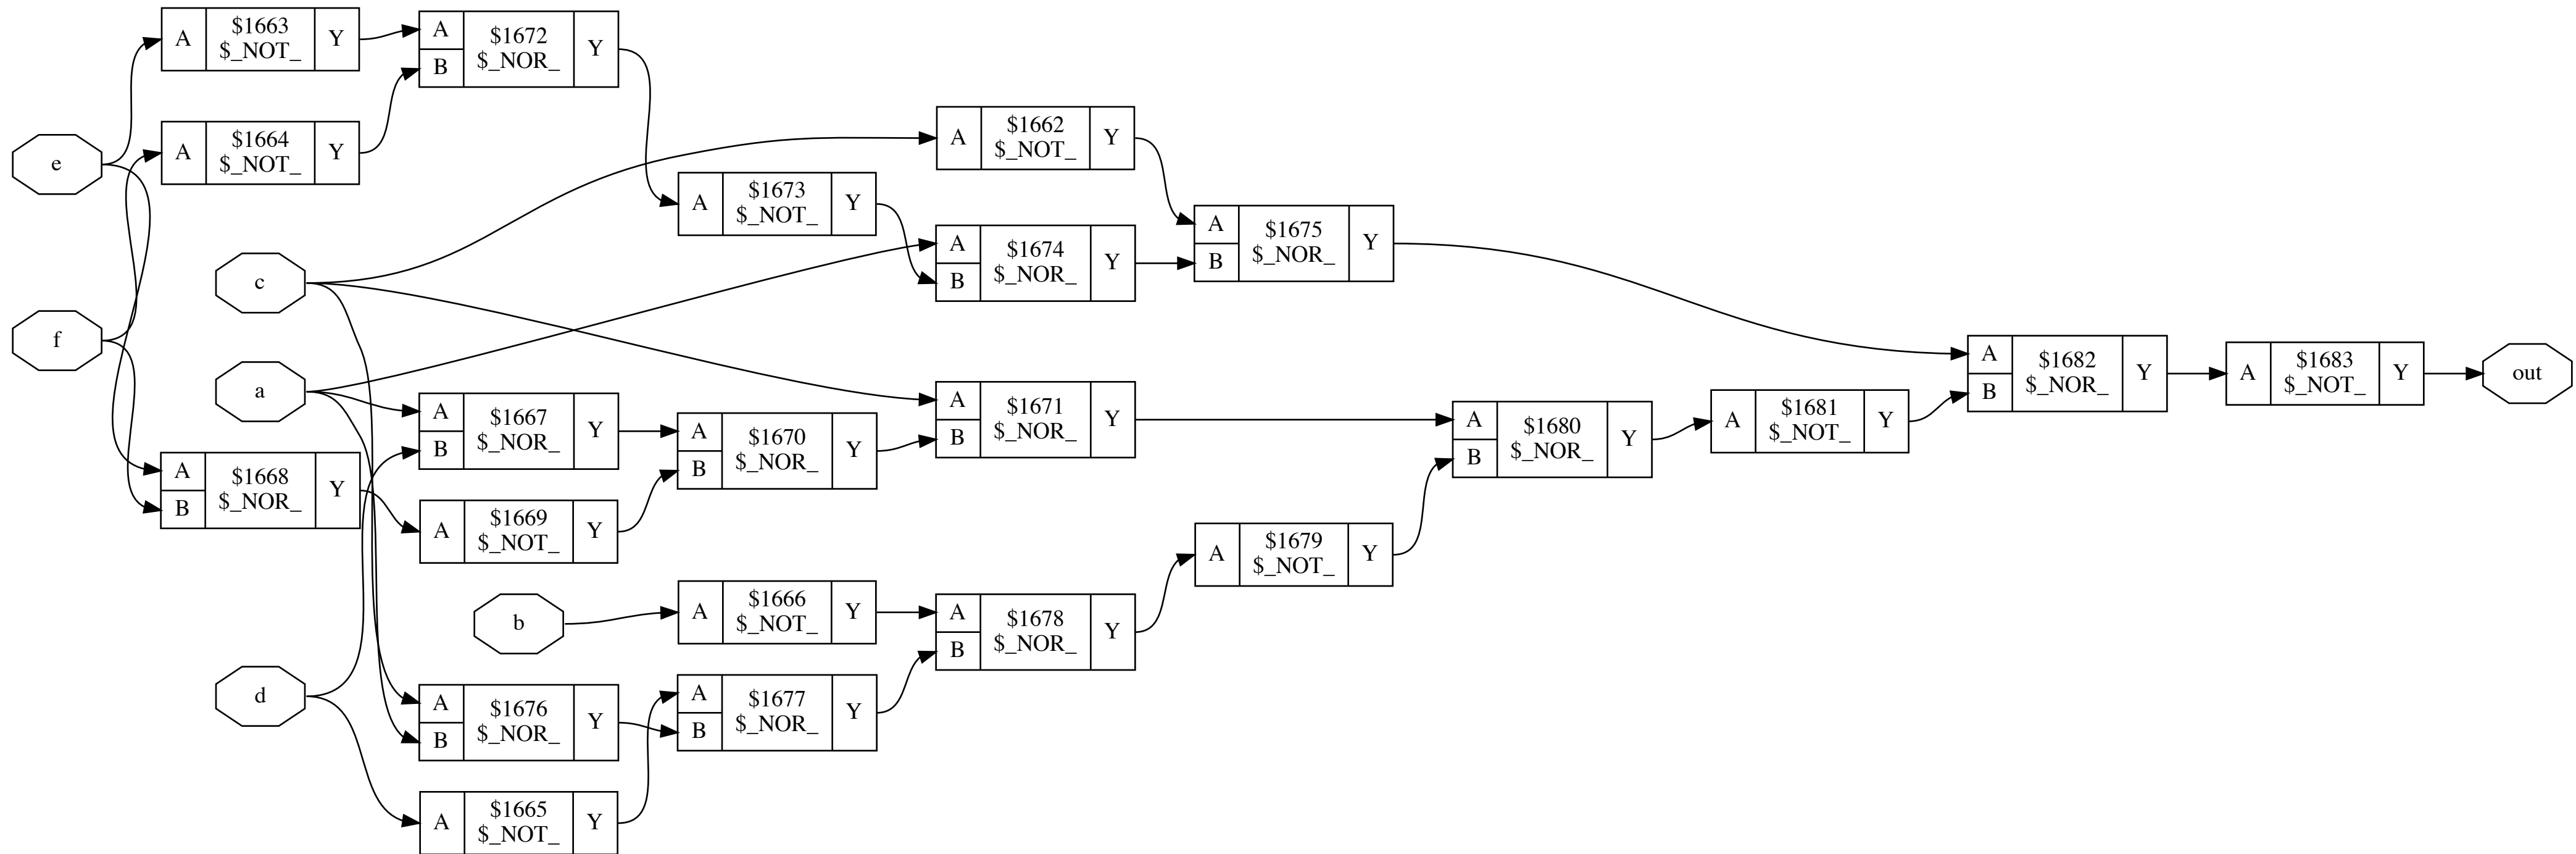 e
f
c
a
d
b
A $1663 Y
$_NOT_
A $1664 Y
$_NOT_
A $1672 Y
B $_NOR_
A $1673 Y
$_NOT_
A $1662 Y
$_NOT_
A $1674 Y
B $_NOR_
A $1675 Y
B $_NOR_
A $1668 Y
B $_NOR_
A $1667 Y
B $_NOR_
A $1669 Y
$_NOT_
A $1670 Y
B $_NOR_
A $1671 Y
B $_NOR_
A $1666 Y
$_NOT_
A $1676 Y
B $_NOR_
A $1665 Y
$_NOT_
A $1677 Y
B $_NOR_
A $1678 Y
B $_NOR_
A $1679 Y
$_NOT_
A $1680 Y
B $_NOR_
A $1681 Y
$_NOT_
A $1682 Y
B $_NOR_
A $1683 Y
$_NOT_
out